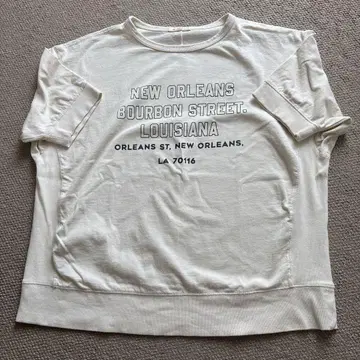 NEW ORLEANS
BOURBON STREET.
LOUISIANA
ORLEANS ST, NEW ORLEANS,
LA 70116